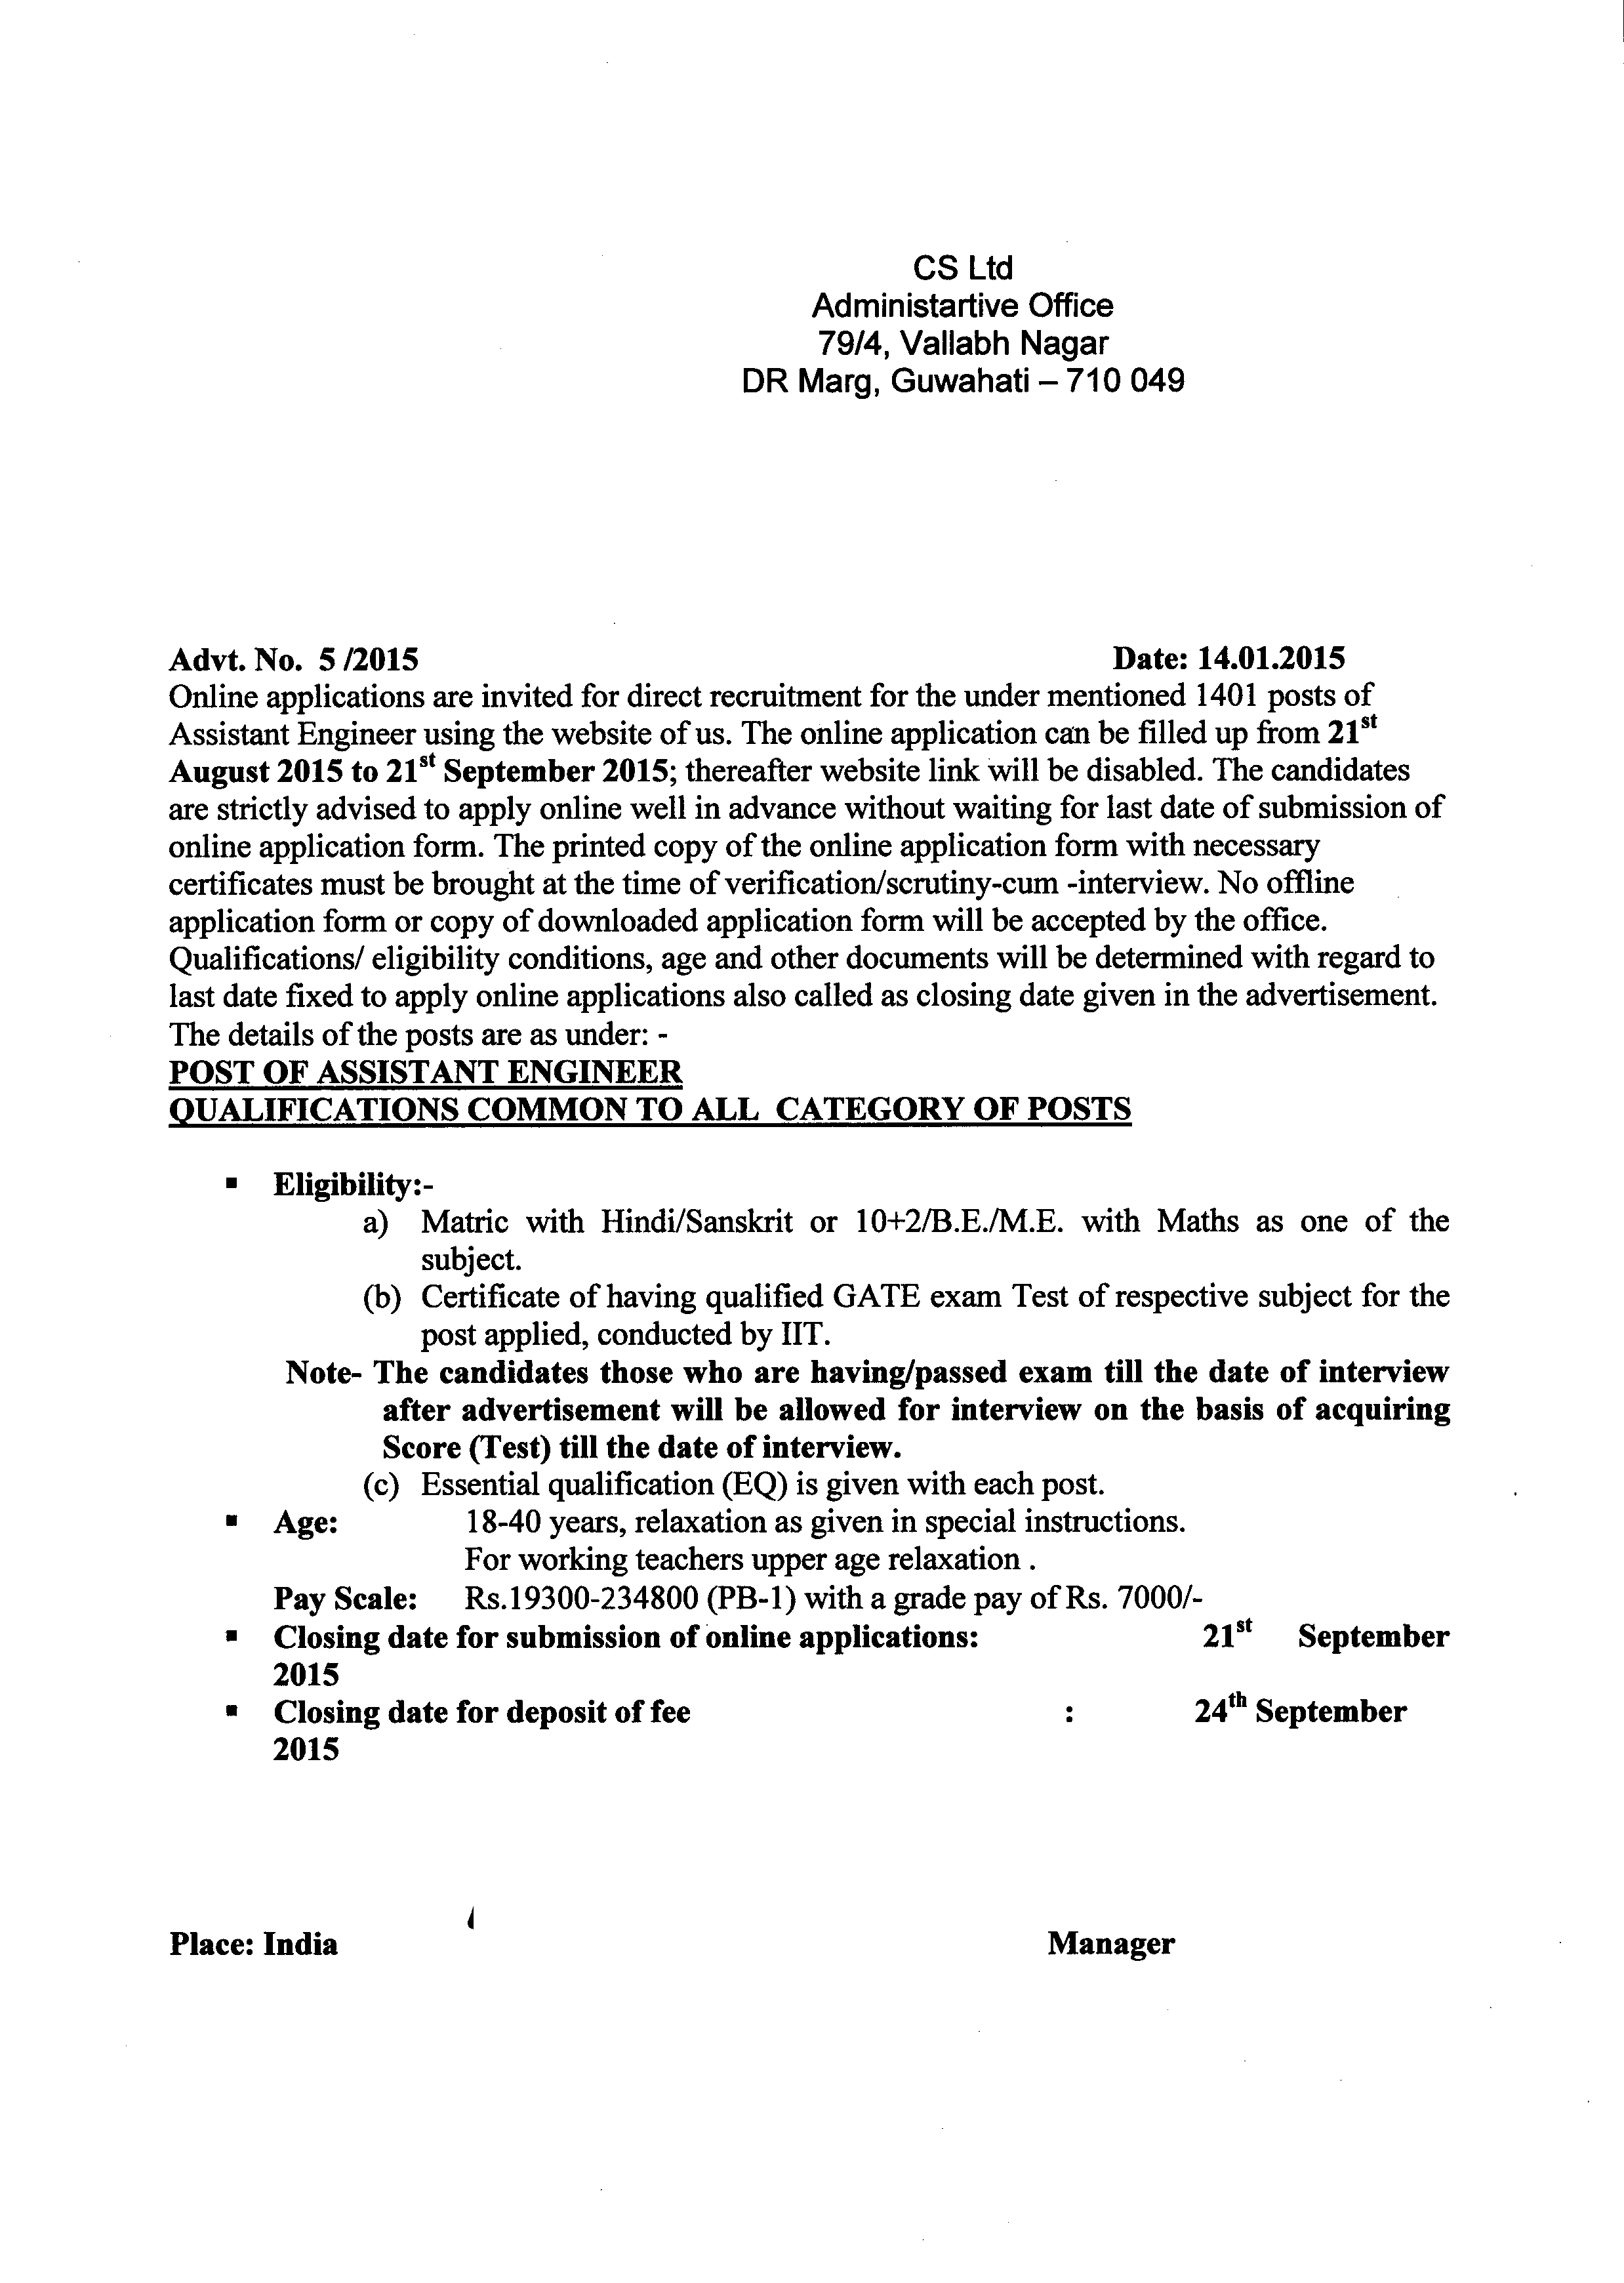 CS Ltd
Administartive Office
79/4, Vallabh Nagar
DR Marg, Guwahati – 710 049
Advt. No. 5 /2015 Date: 14.01.2015
Online applications are invited for direct recruitment for the under mentioned 1401 posts of
Assistant Engineer using the website of us. The online application can be filled up from 21st
August 2015 to 21st September 2015; thereafter website link will be disabled. The candidates
are strictly advised to apply online well in advance without waiting for last date of submission of
online application form. The printed copy of the online application form with necessary
certificates must be brought at the time of verification/scrutiny-cum -interview. No offline
application form or copy of downloaded application form will be accepted by the office.
Qualifications/ eligibility conditions, age and other documents will be determined with regard to
last date fixed to apply online applications also called as closing date given in the advertisement.
The details of the posts are as under: -
POST OF ASSISTANT ENGINEER
QUALIFICATIONS COMMON TO ALL CATEGORY OF POSTS
▪ Eligibility:-
a) Matric with Hindi/Sanskrit or 10+2/B.E./M.E. with Maths as one of the
subject.
(b) Certificate of having qualified GATE exam Test of respective subject for the
post applied, conducted by IIT.
Note- The candidates those who are having/passed exam till the date of interview
after advertisement will be allowed for interview on the basis of acquiring
Score (Test) till the date of interview.
(c) Essential qualification (EQ) is given with each post.
▪ Age: 18-40 years, relaxation as given in special instructions.
For working teachers upper age relaxation .
Pay Scale: Rs.19300-234800 (PB-1) with a grade pay of Rs. 7000/-
▪ Closing date for submission of online applications: 21st September
2015
▪ Closing date for deposit of fee : 24th September
2015
Place: India Manager